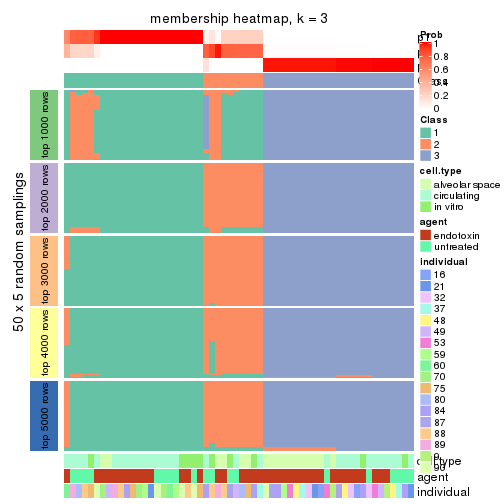 membership heatmap, k = 3
Prob
1
0.8
0.6
0.4
0.2
0
Class
1
2
3
cell.type
alveolar space
circulating
in vitro
agent
endotoxin
untreated
individual
16
21
32
37
48
49
53
59
60
70
75
80
84
87
88
89
9
90
50 x 5 random samplings
top 1000 rows
top 2000 rows
top 3000 rows
top 4000 rows
top 5000 rows
cell.type
agent
individual